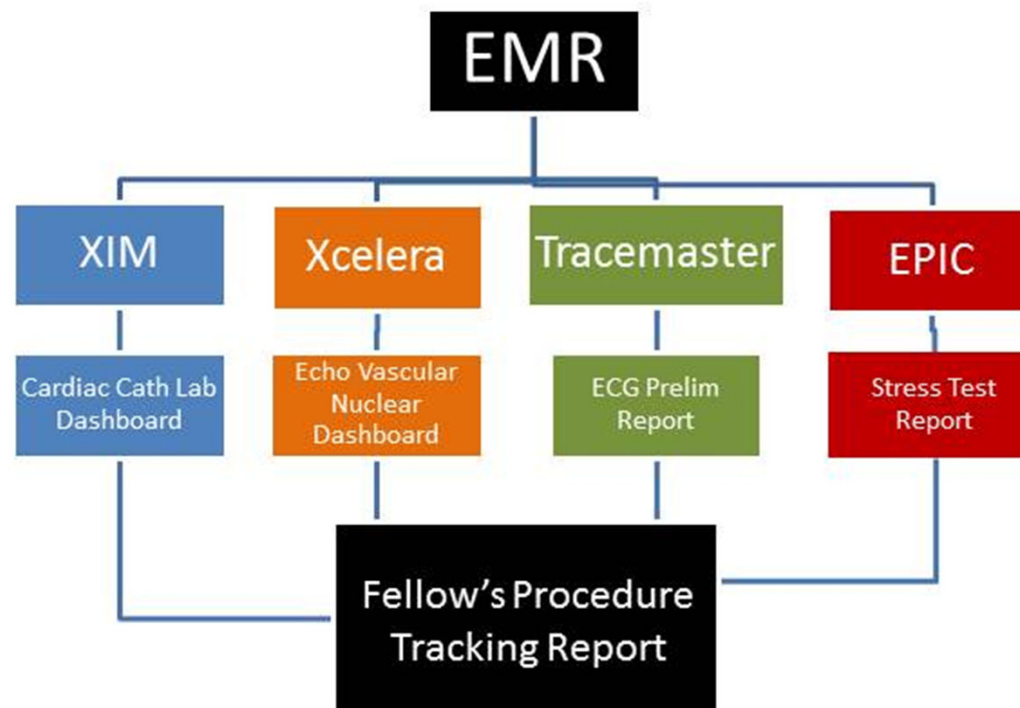 EMR
XIM
Xcelera
Tracemaster
EPIC
Cardiac Cath Lab
Dashboard
Echo Vascular
Nuclear
Dashboard
ECG Prelim
Report
Stress Test
Report
Fellow’s Procedure
Tracking Report